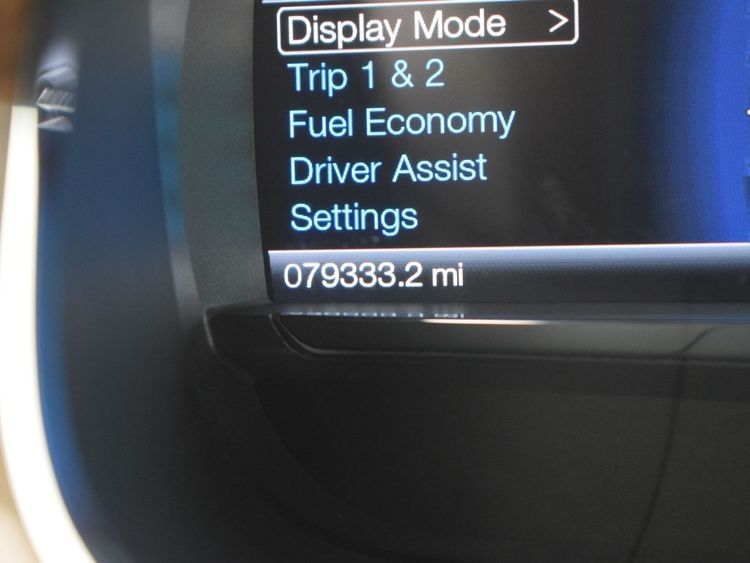 Display Mode >
Trip 1 & 2
Fuel Economy
Driver Assist
Settings
079333.2 mi